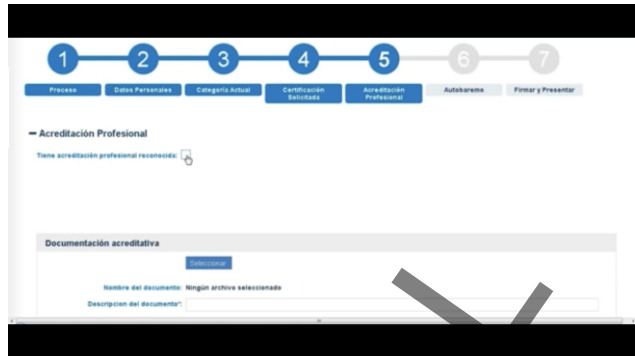 1 2 3 4 5 6 7
Proceso Datos Personales Categoría Actual Certificación Solicitada Acreditación Profesional Autobaremo Firmar y Presentar
Acreditación Profesional
Tiene acreditación profesional reconocida:
Documentación acreditativa
Seleccionar
Nombre del documento: Ningún archivo seleccionado
Descripcion del documento*: